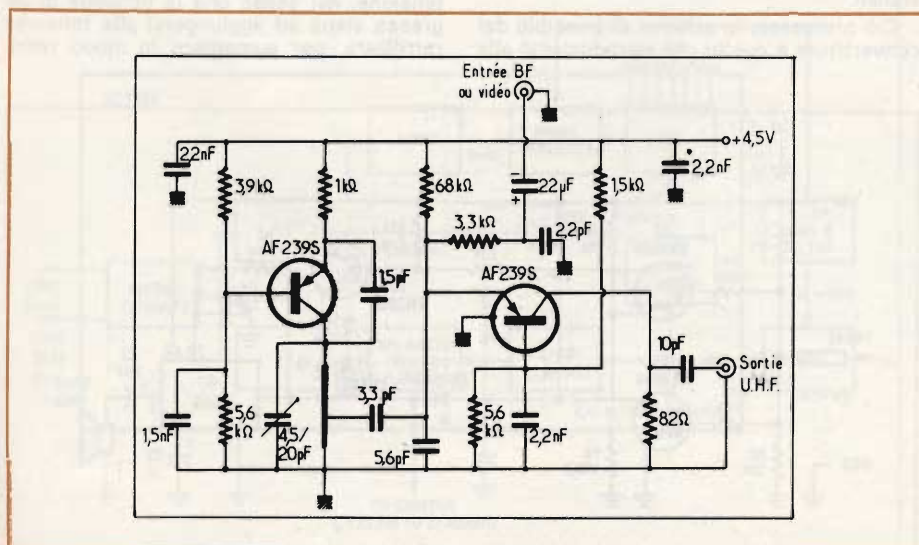 Entrée BF
ou vidéo
+4,5V
2,2nF
3,9kΩ
1kΩ
68kΩ
22µF
1,5kΩ
2,2nF
3,3kΩ
2,2pF
AF239S
1,5pF
AF239S
10pF
Sortie
U.H.F.
3,3pF
1,5nF
5,6
kΩ
4,5/
20pF
5,6pF
5,6
kΩ
2,2nF
82Ω